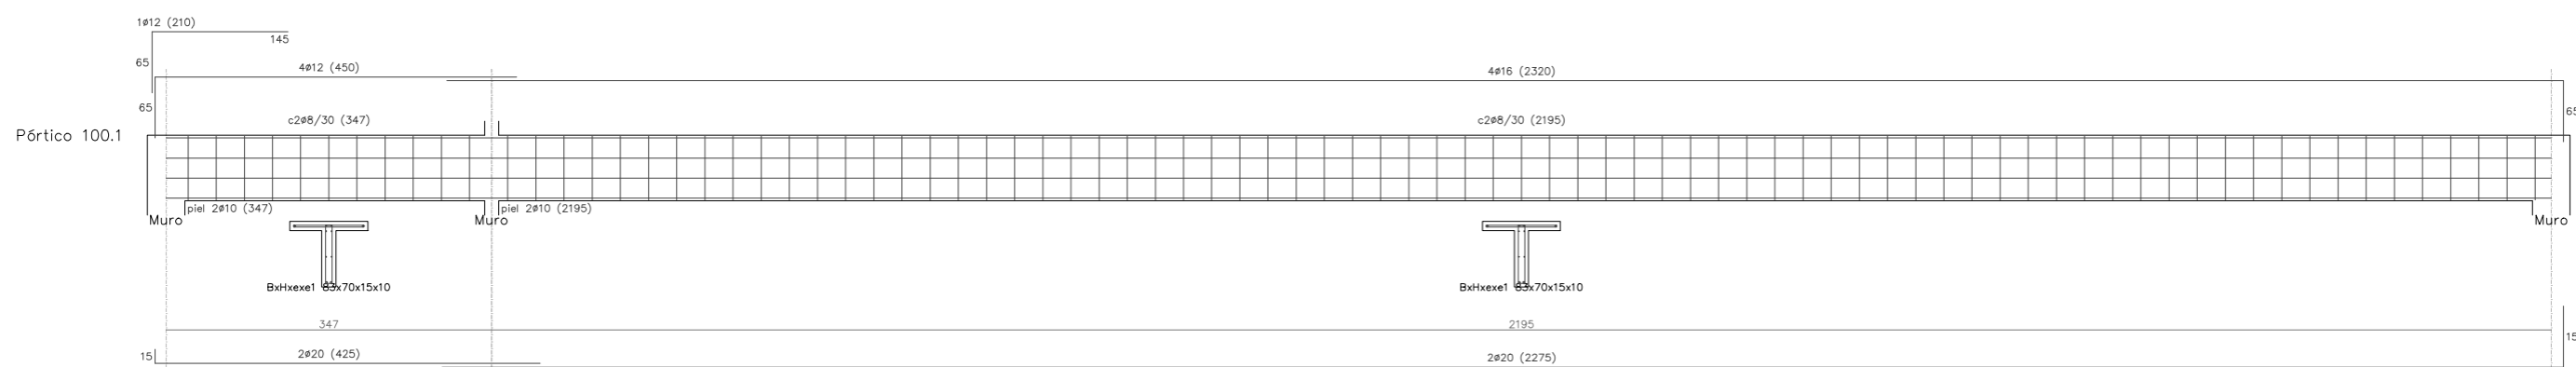 1ø12 (210)
145
65
4ø12 (450)
4ø16 (2320)
65
65
c2ø8/30 (347)
c2ø8/30 (2195)
Pórtico 100.1
piel 2ø10 (347)
piel 2ø10 (2195)
Muro
Muro
Muro
BxHxexe1 83x70x15x10
BxHxexe1 83x70x15x10
347
2195
15
2ø20 (425)
2ø20 (2275)
15